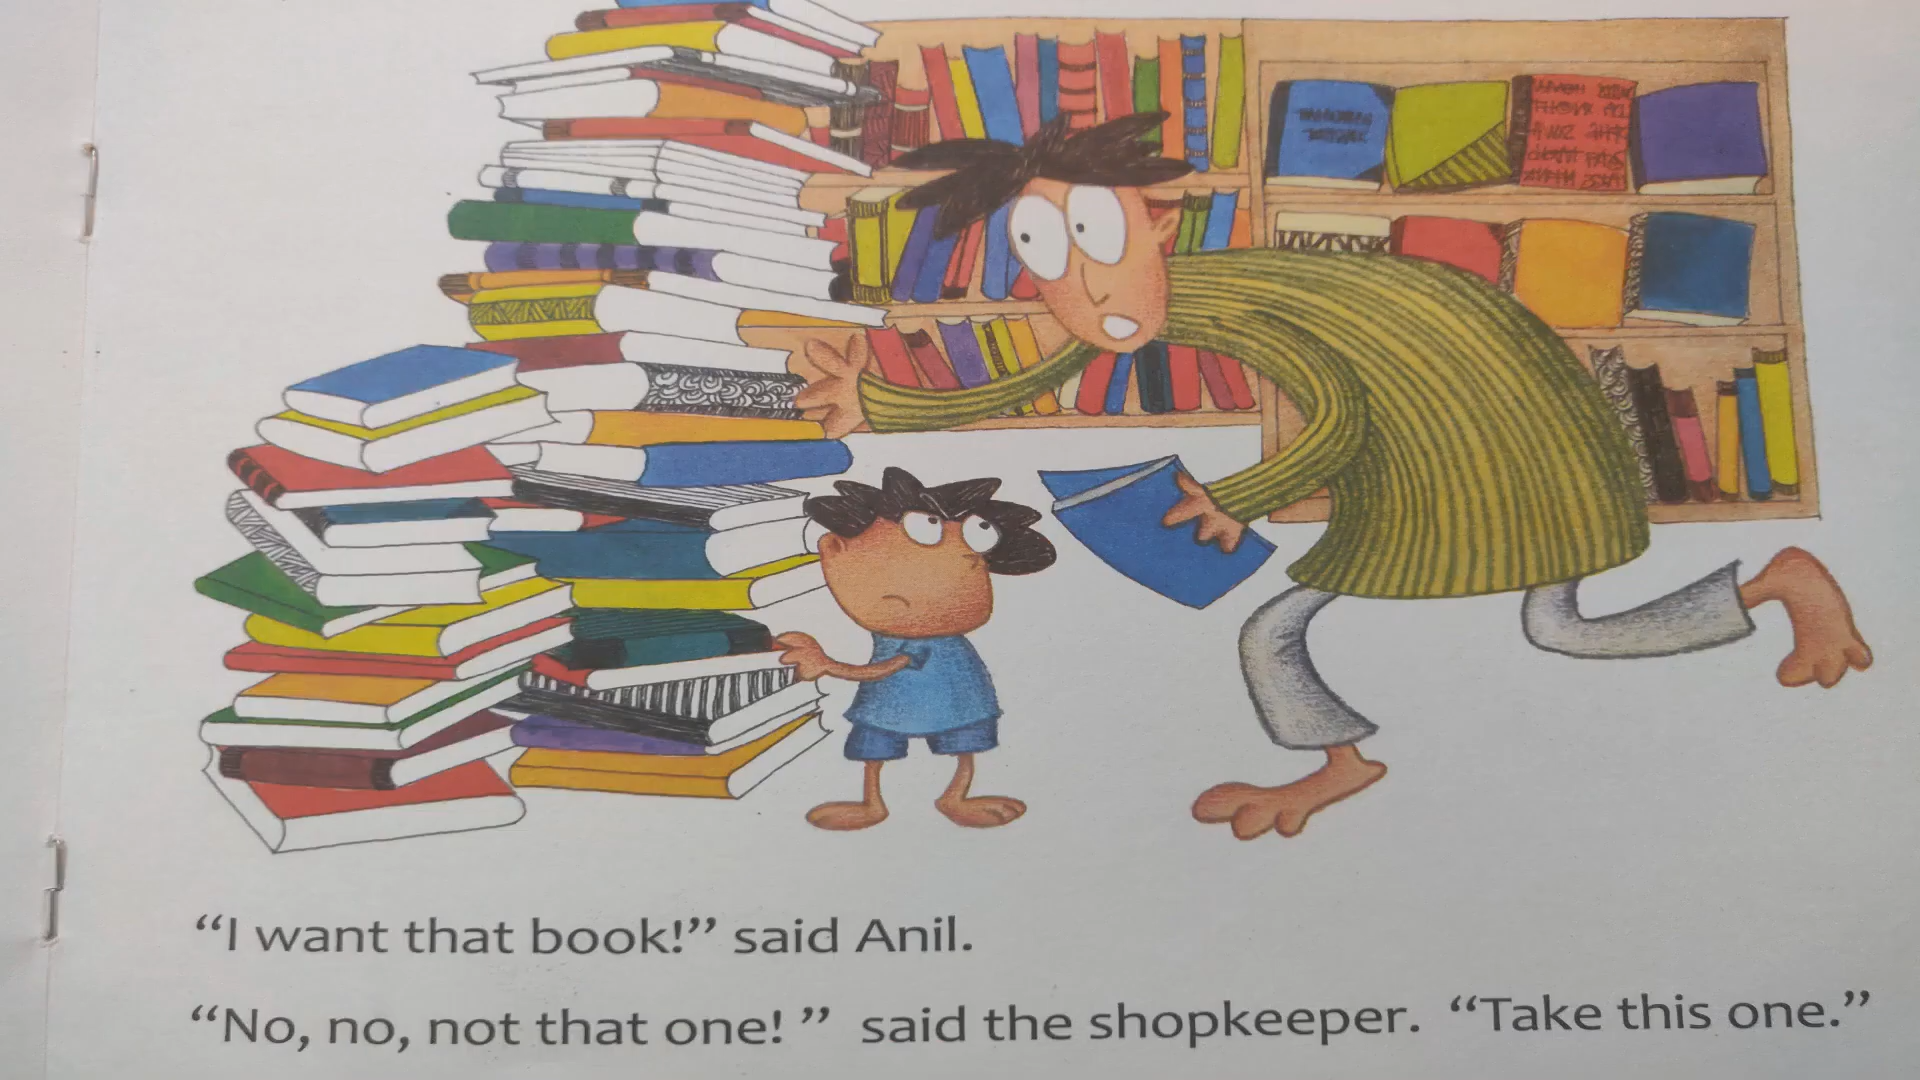 “I want that book!” said Anil.
“No, no, not that one! ” said the shopkeeper. “Take this one.”